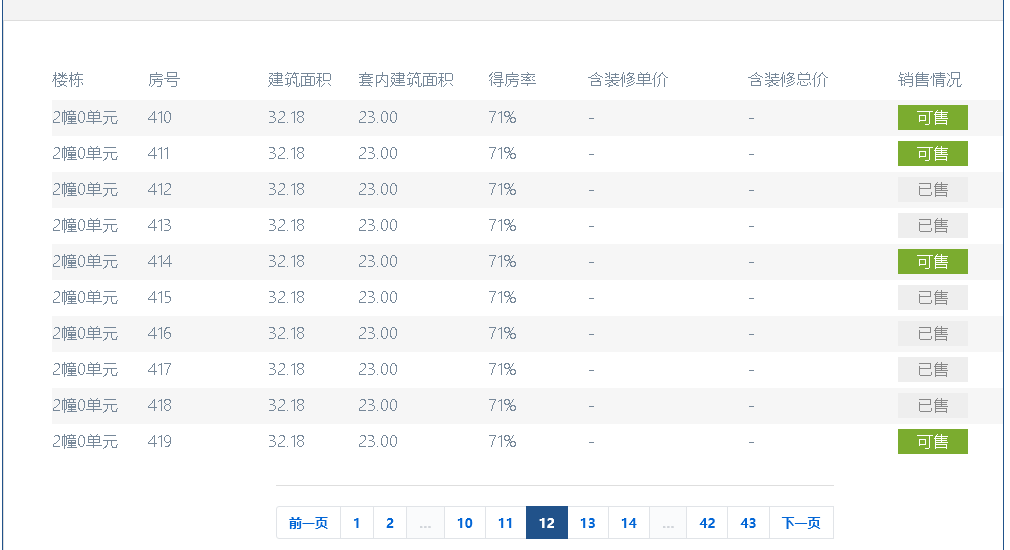 楼栋 房号 建筑面积 套内建筑面积 得房率 含装修单价 含装修总价 销售情况
2幢0单元 410 32.18 23.00 71% - - 可售
2幢0单元 411 32.18 23.00 71% - - 可售
2幢0单元 412 32.18 23.00 71% - - 已售
2幢0单元 413 32.18 23.00 71% - - 已售
2幢0单元 414 32.18 23.00 71% - - 可售
2幢0单元 415 32.18 23.00 71% - - 已售
2幢0单元 416 32.18 23.00 71% - - 已售
2幢0单元 417 32.18 23.00 71% - - 已售
2幢0单元 418 32.18 23.00 71% - - 已售
2幢0单元 419 32.18 23.00 71% - - 可售
前一页 1 2 ... 10 11 12 13 14 ... 42 43 下一页